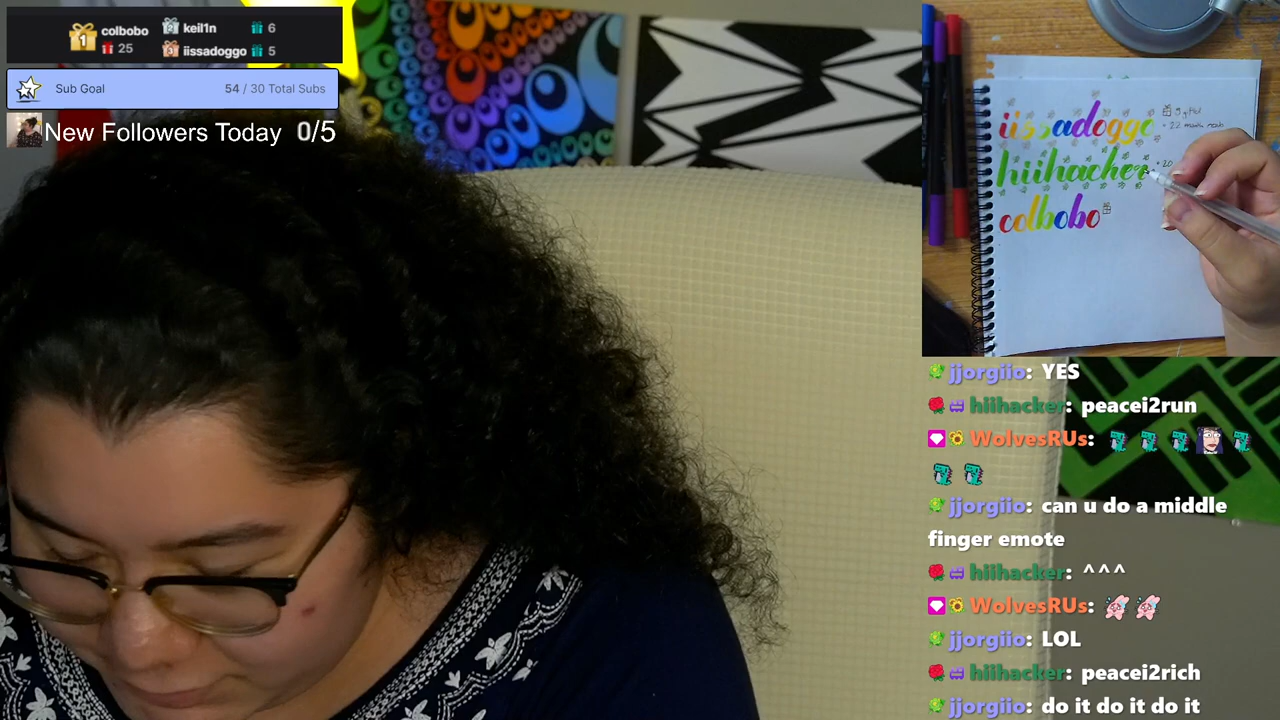 colbobo
25
keil1n 6
iissadoggo 5
Sub Goal 54 / 30 Total Subs
New Followers Today 0/5
iissadoggo
hiihacker
colbobo
jjorgiio: YES
hiihacker: peacei2run
WolvesRUs:
jjorgiio: can u do a middle
finger emote
hiihacker: ^^^
WolvesRUs:
jjorgiio: LOL
hiihacker: peacei2rich
jjorgiio: do it do it do it